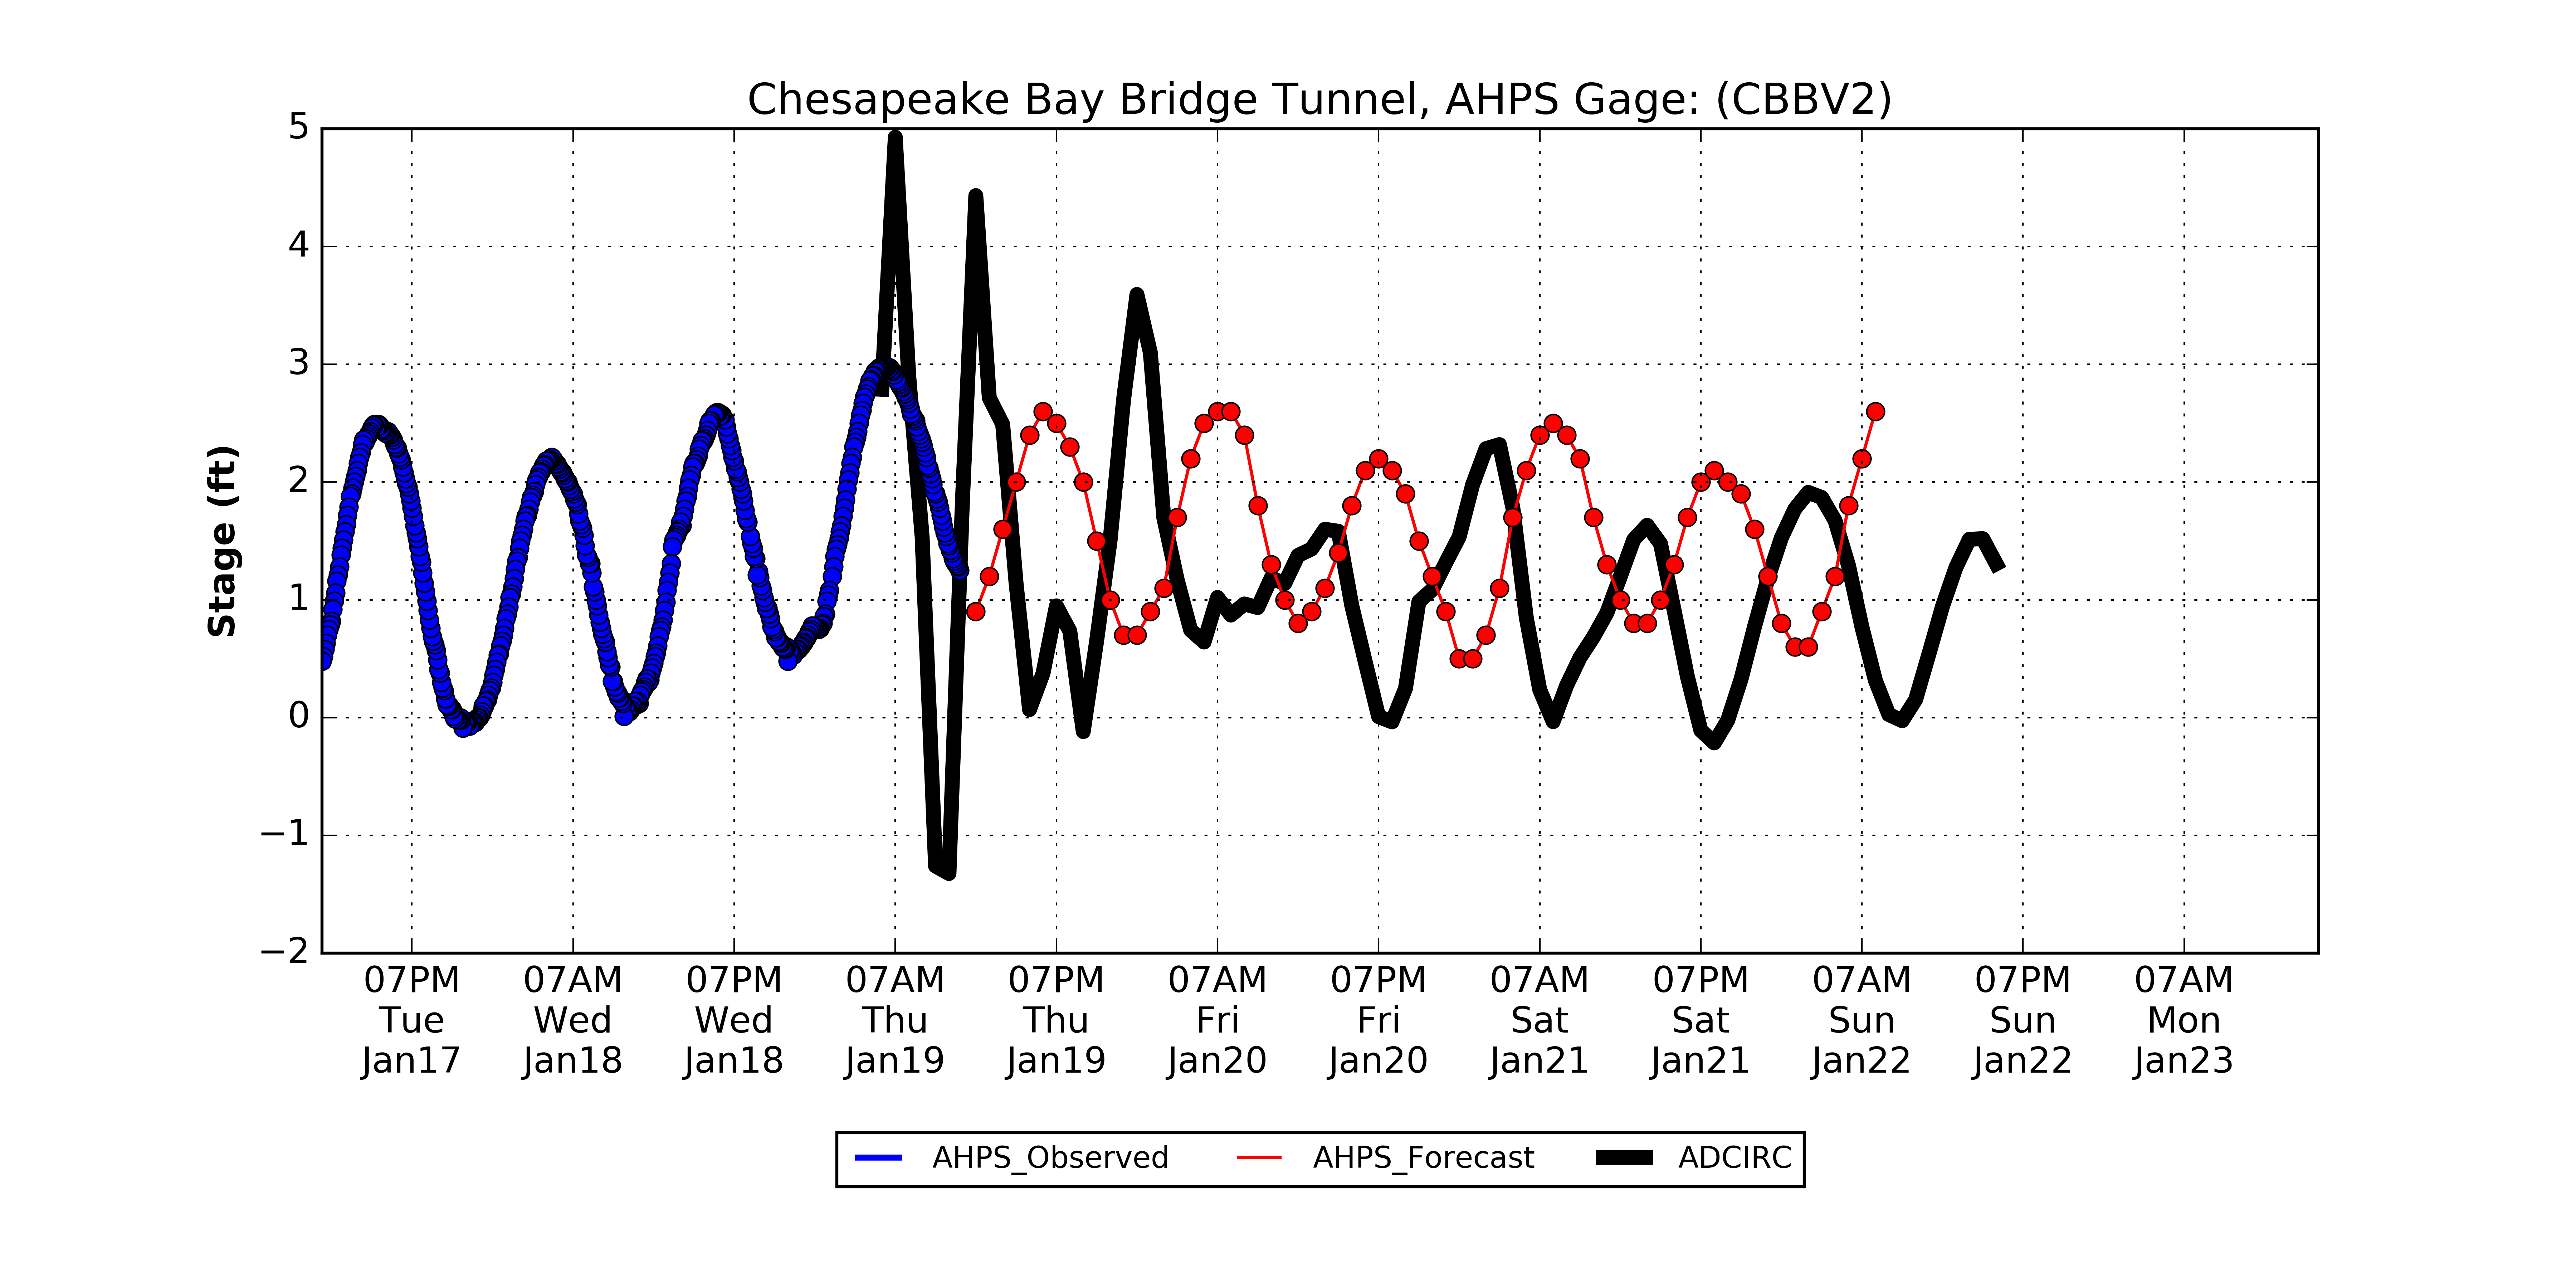 Chesapeake Bay Bridge Tunnel, AHPS Gage: (CBBV2)
5
4
3
2
1
0
−1
−2
Stage (ft)
07PM 07AM 07PM 07AM 07PM 07AM 07PM 07AM 07PM 07AM 07PM 07AM
Tue Wed Wed Thu Thu Fri Fri Sat Sat Sun Sun Mon
Jan17 Jan18 Jan18 Jan19 Jan19 Jan20 Jan20 Jan21 Jan21 Jan22 Jan22 Jan23
AHPS_Observed AHPS_Forecast ADCIRC